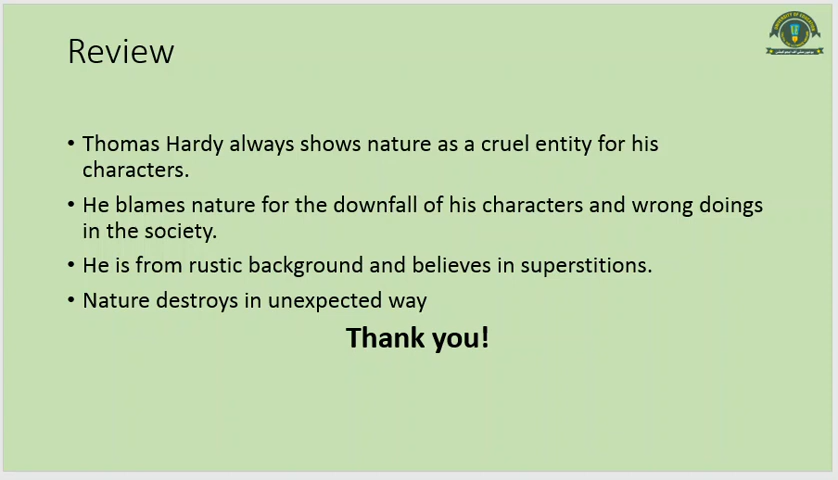 Review
• Thomas Hardy always shows nature as a cruel entity for his
characters.
• He blames nature for the downfall of his characters and wrong doings
in the society.
• He is from rustic background and believes in superstitions.
• Nature destroys in unexpected way
Thank you!